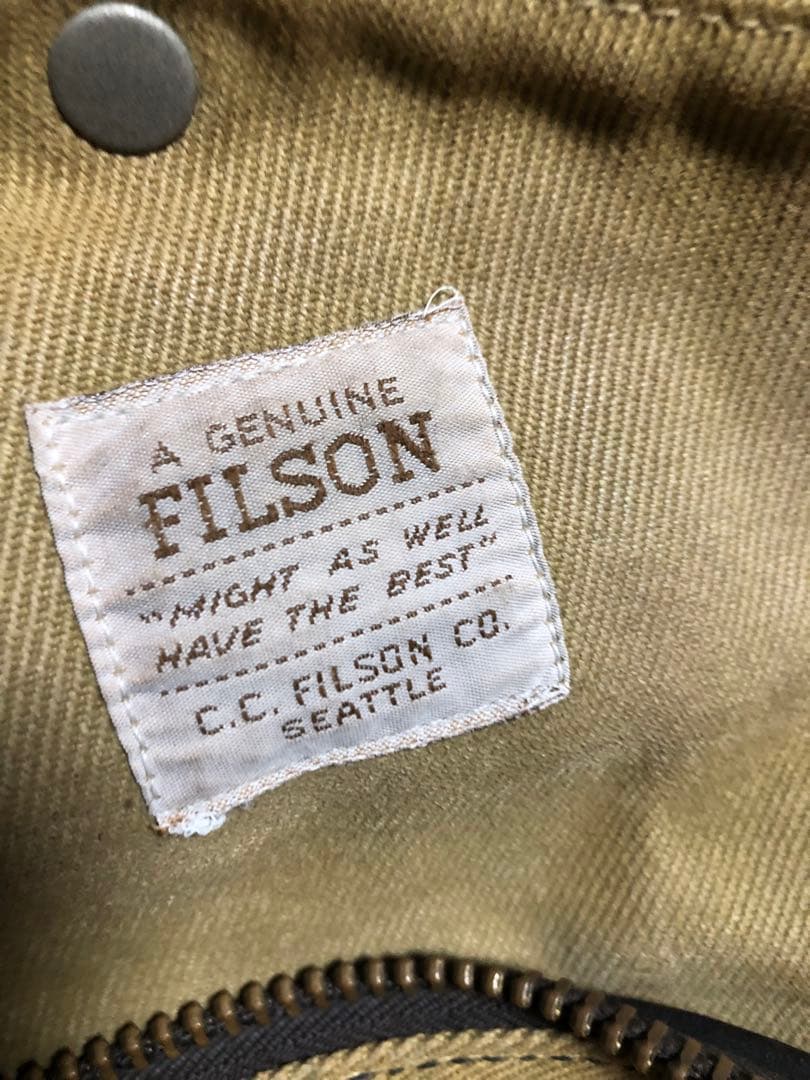 A GENUINE
FILSON
"MIGHT AS WELL
HAVE THE BEST"
C.C. FILSON CO.
SEATTLE